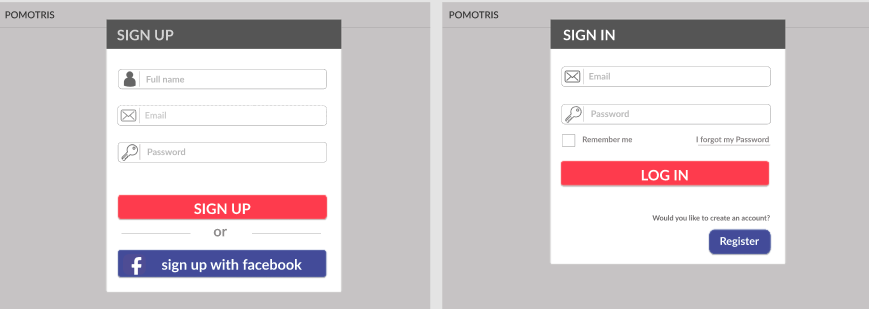 POMOTRIS
SIGN UP
Full name
Email
Password
SIGN UP
or
f sign up with facebook
POMOTRIS
SIGN IN
Email
Password
Remember me I forgot my Password
LOG IN
Would you like to create an account?
Register